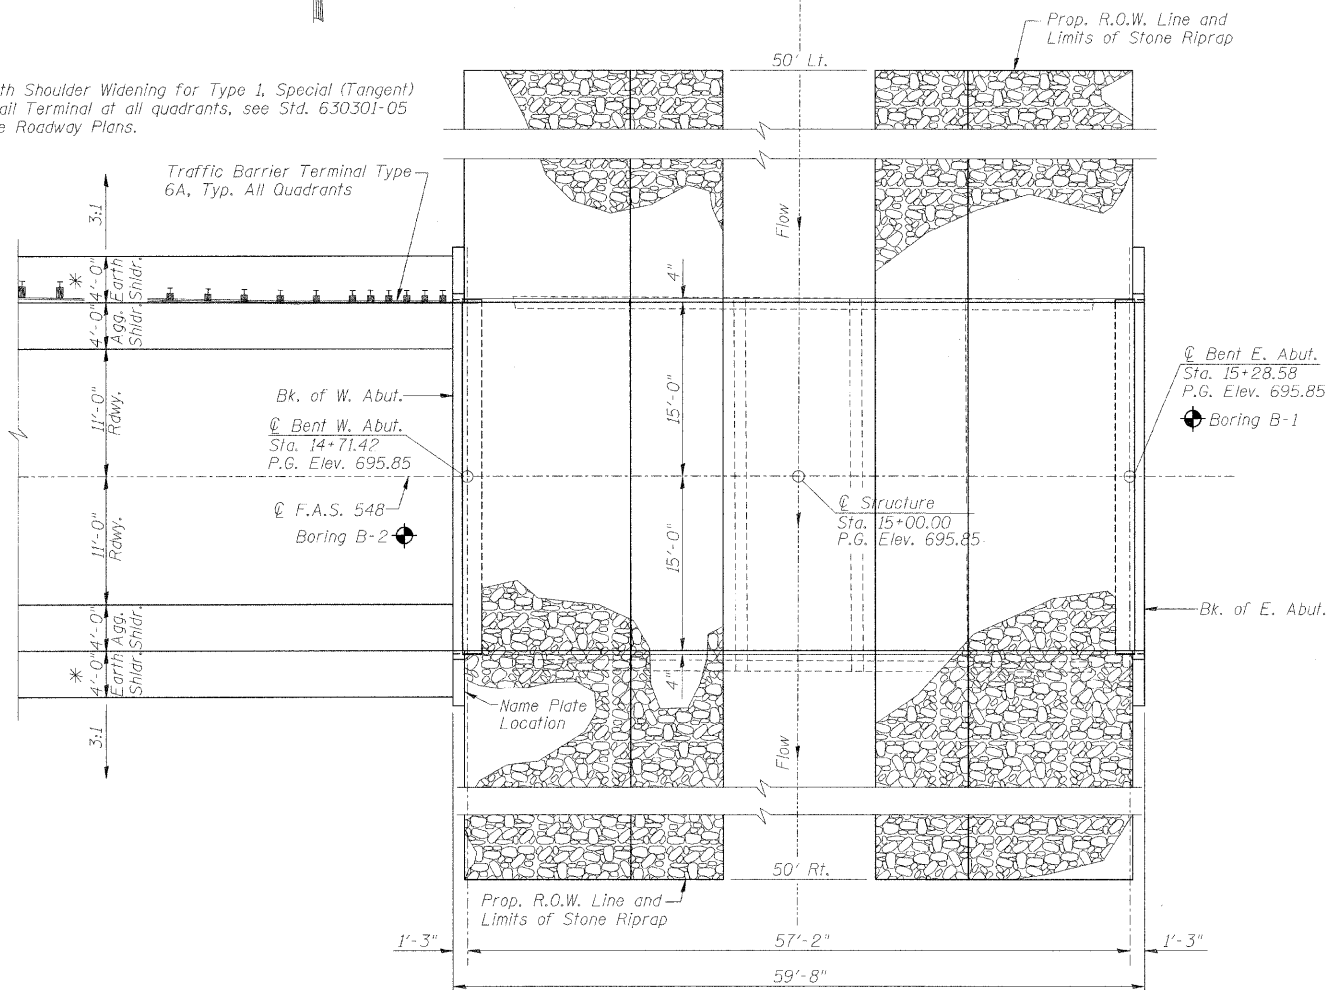 Prop. R.O.W. Line and
Limits of Stone Riprap
50' Lt.
th Shoulder Widening for Type 1, Special (Tangent)
ail Terminal at all quadrants, see Std. 630301-05
e Roadway Plans.
Traffic Barrier Terminal Type
6A, Typ. All Quadrants
3:1
Flow
4'-0"
Earth
Shldr.
*
4"
4'-0"
Agg.
Shldr.
11'-0"
Rdwy.
15'-0"
Bk. of W. Abut.
℄ Bent W. Abut.
Sta. 14+71.42
P.G. Elev. 695.85
℄ Bent E. Abut.
Sta. 15+28.58
P.G. Elev. 695.85
Boring B-1
℄ F.A.S. 548
Boring B-2
℄ Structure
Sta. 15+00.00
P.G. Elev. 695.85
11'-0"
Rdwy.
15'-0"
Bk. of E. Abut.
4'-0"
Agg.
Shldr.
4'-0"
Earth
Shldr.
*
4"
Name Plate
Location
3:1
Flow
50' Rt.
Prop. R.O.W. Line and
Limits of Stone Riprap
1'-3"
57'-2"
1'-3"
59'-8"